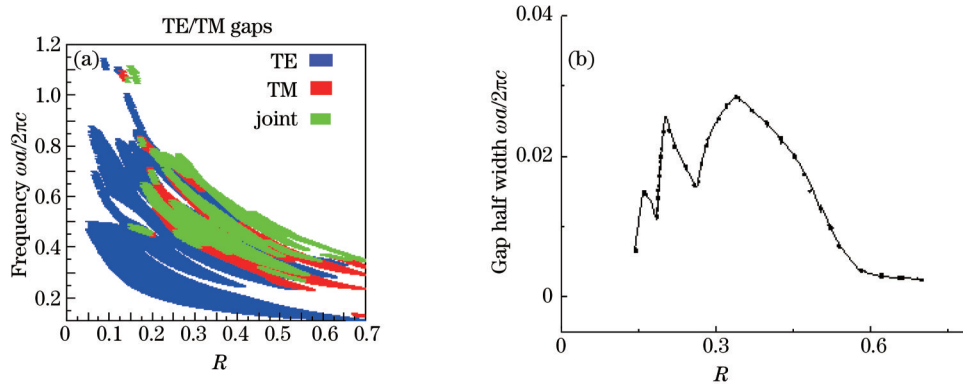 TE/TM gaps
(a)
TE
TM
joint
Frequency ωa/2πc
1.2
1.0
0.8
0.6
0.4
0.2
0 0.1 0.2 0.3 0.4 0.5 0.6 0.7
R
(b)
Gap half width ωa/2πc
0.04
0.02
0
0 0.3 0.6
R